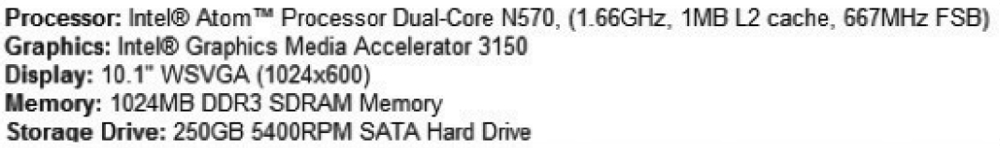 Processor: Intel® Atom™ Processor Dual-Core N570, (1.66GHz, 1MB L2 cache, 667MHz FSB)
Graphics: Intel® Graphics Media Accelerator 3150
Display: 10.1" WSVGA (1024x600)
Memory: 1024MB DDR3 SDRAM Memory
Storage Drive: 250GB 5400RPM SATA Hard Drive